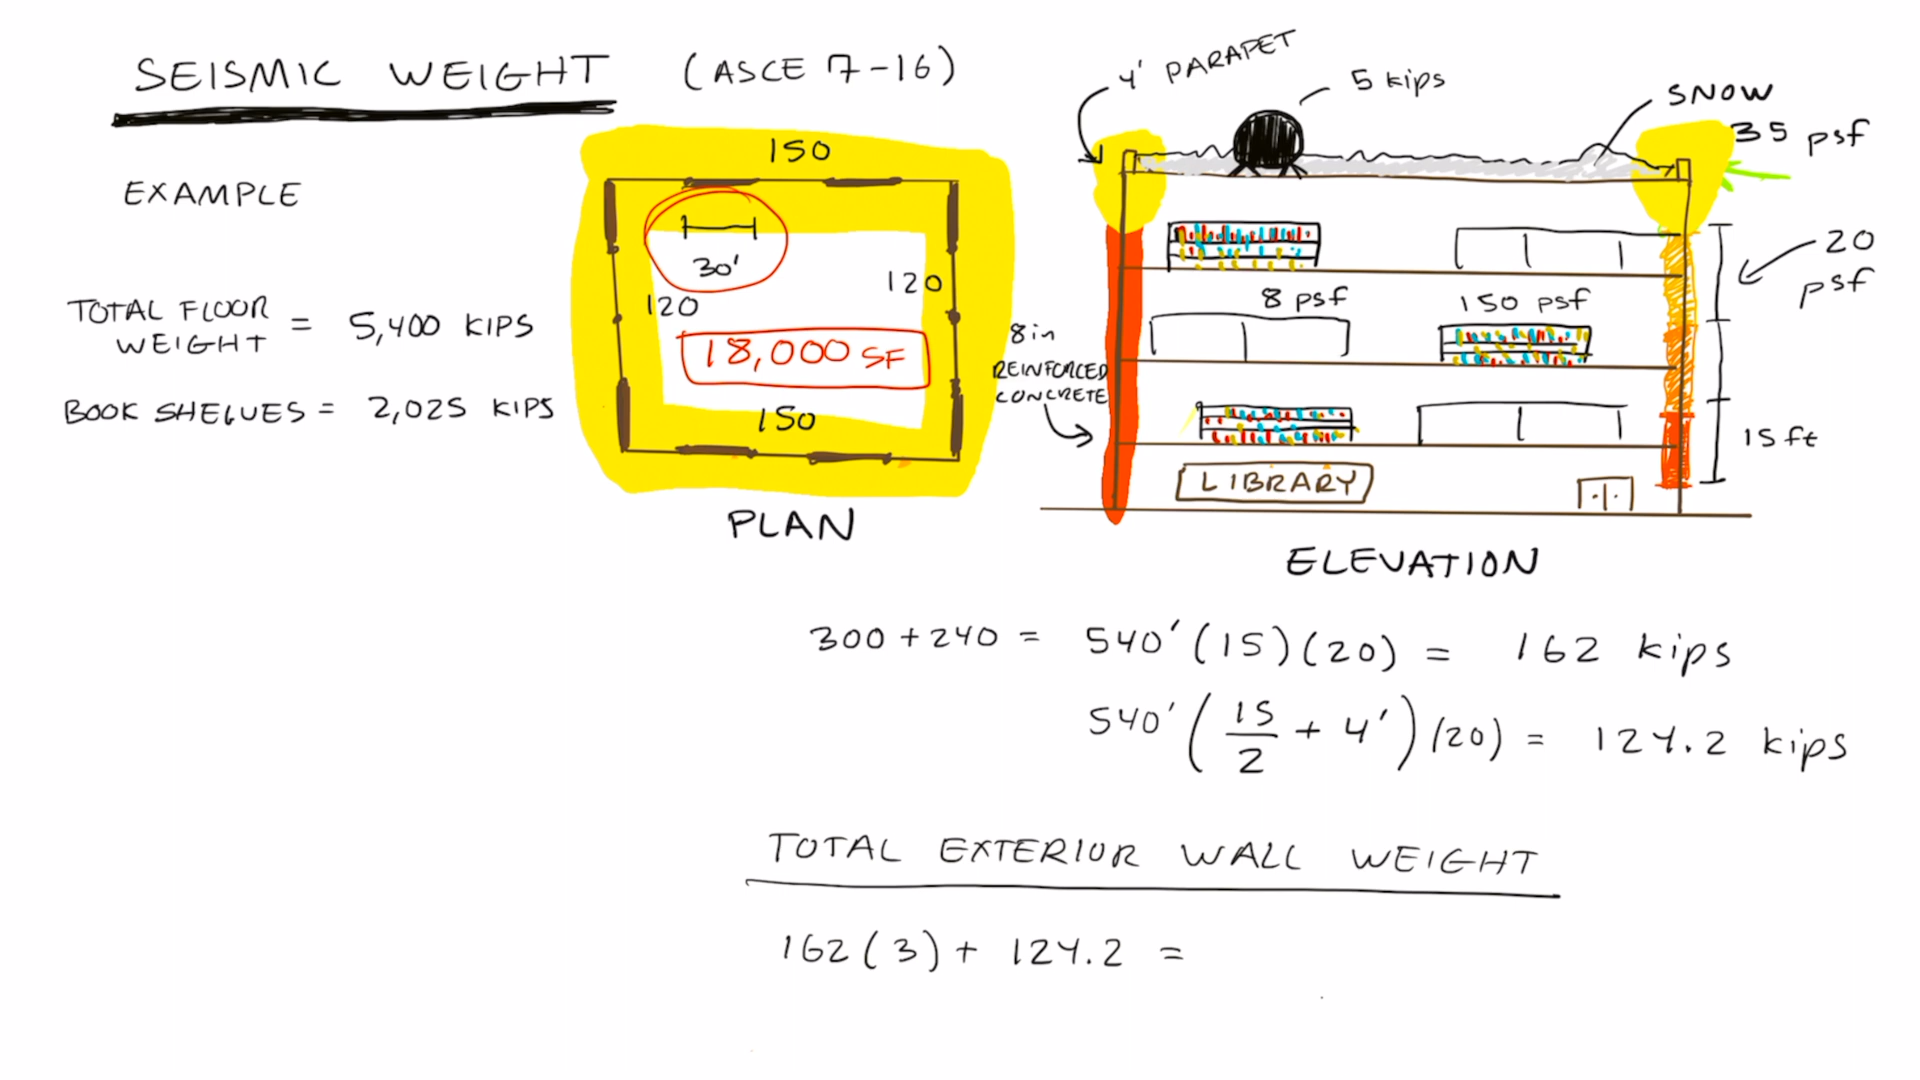 SEISMIC WEIGHT (ASCE 7-16)
EXAMPLE
TOTAL FLOOR
WEIGHT = 5,400 KIPS
BOOK SHELVES = 2,025 KIPS
150
30'
120
120
18,000 SF
150
PLAN
4' PARAPET
5 kips
SNOW
35 psf
20
psf
8 psf
150 psf
8 in
REINFORCED
CONCRETE
15 ft
LIBRARY
ELEVATION
300 + 240 = 540' (15)(20) = 162 kips
540' (15/2 + 4') (20) = 124.2 kips
TOTAL EXTERIOR WALL WEIGHT
162(3) + 124.2 =